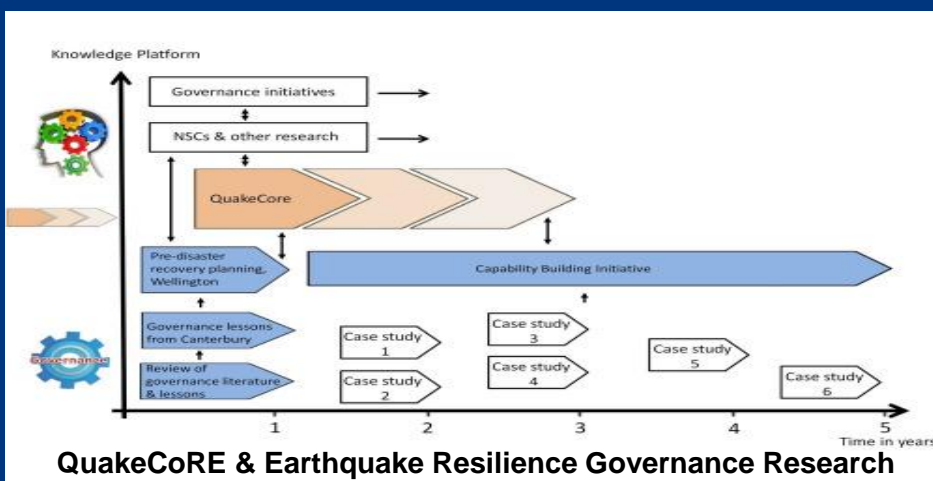 Knowledge Platform
Governance initiatives
NSCs & other research
QuakeCore
Pre-disaster
recovery planning,
Wellington
Capability Building Initiative
Governance lessons
from Canterbury
Case study
1
Case study
3
Case study
5
Governance
Review of
governance literature
& lessons
Case study
2
Case study
4
Case study
6
1
2
3
4
5
Time in years
QuakeCoRE & Earthquake Resilience Governance Research